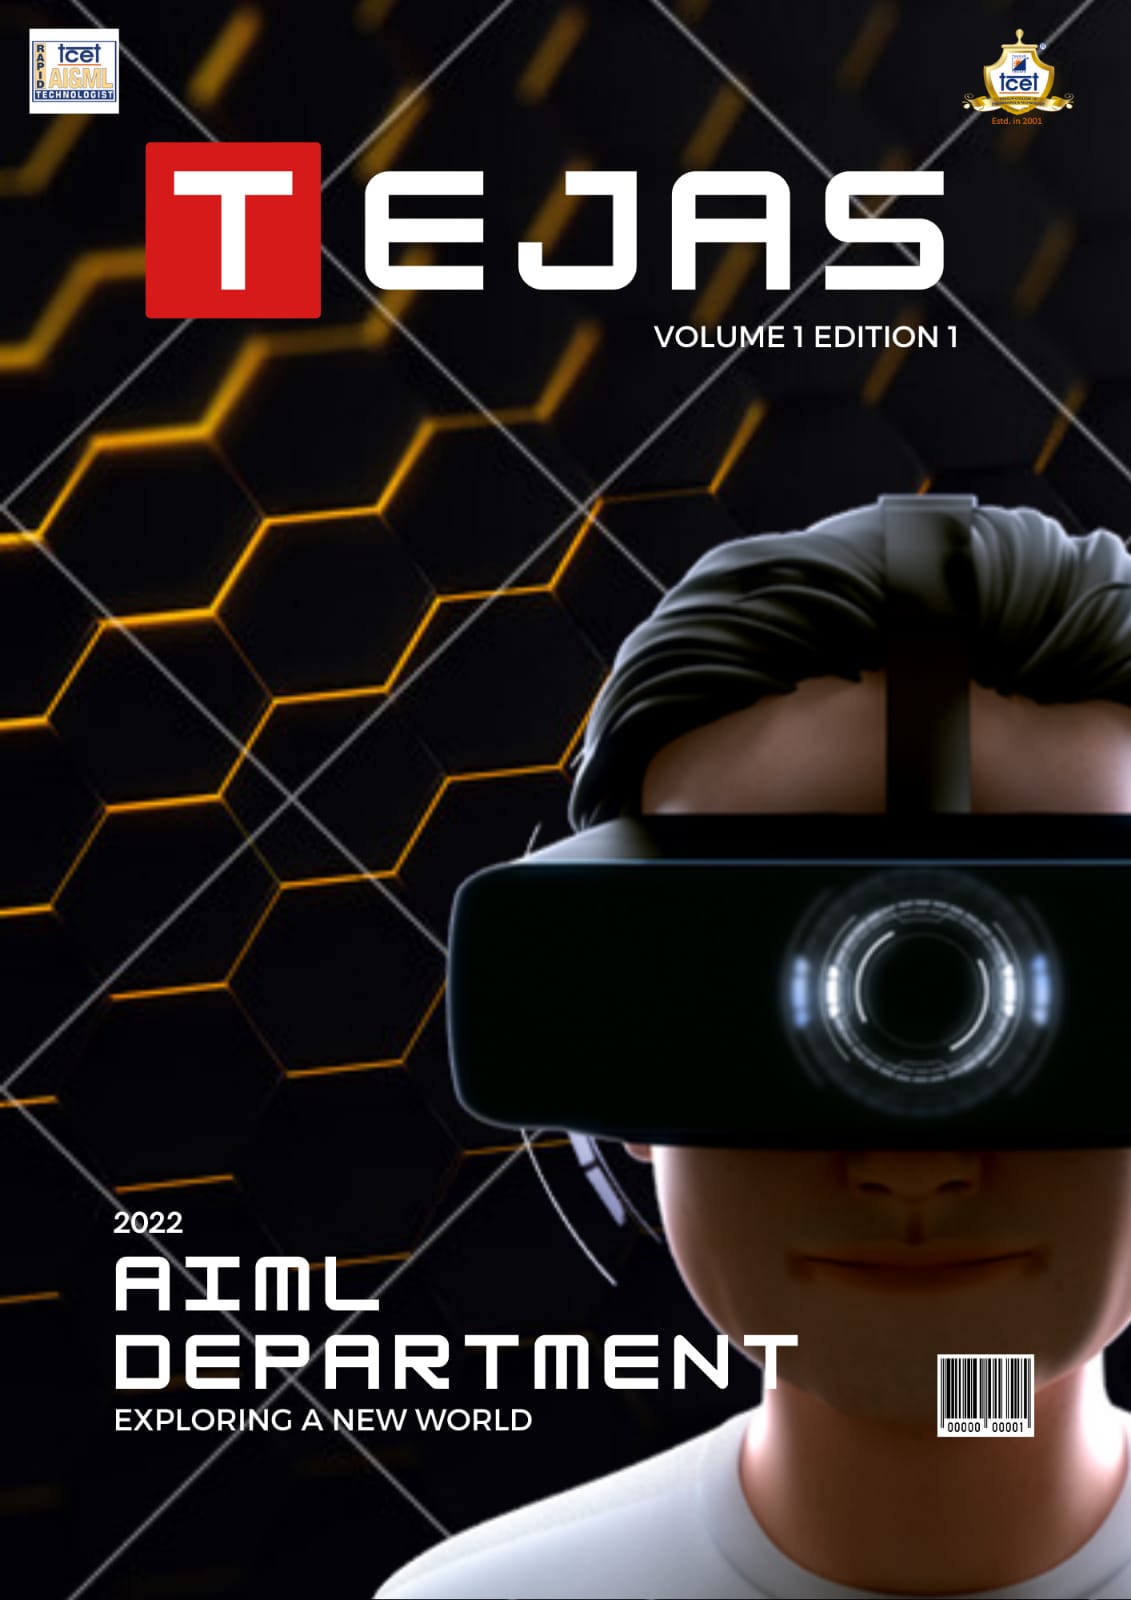 tcet
RAPID
AI&ML
TECHNOLOGIST
tcet
Estd. in 2001
TEJAS
VOLUME 1 EDITION 1
2022
AIML
DEPARTMENT
EXPLORING A NEW WORLD
00000 00001